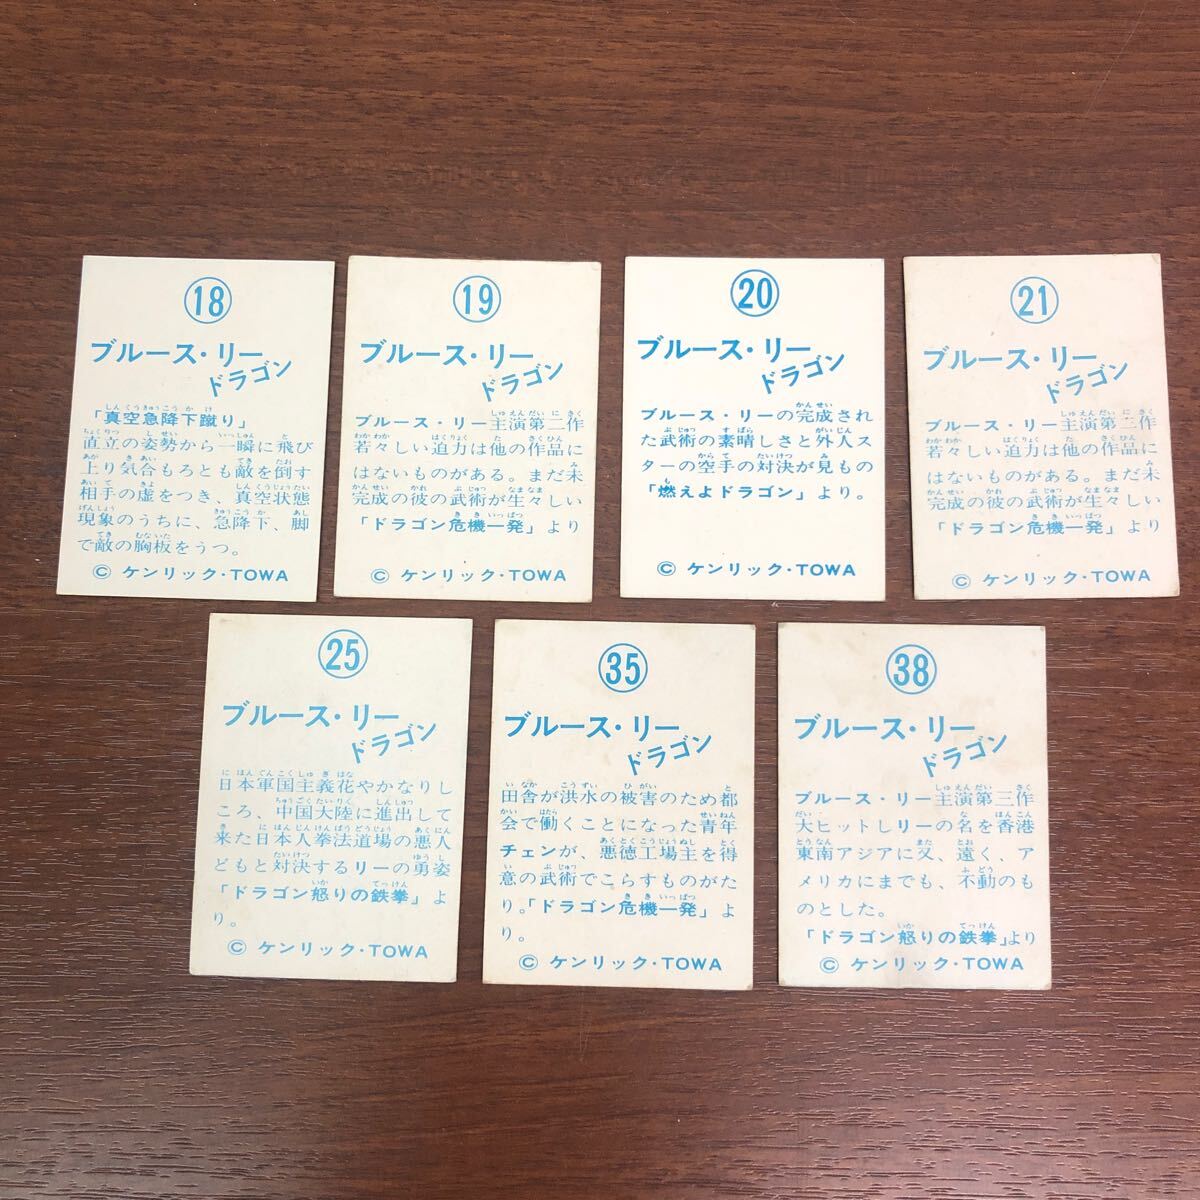 18
ブルース・リー
ドラゴン
「真空急降下蹴り」
直立の姿勢から一瞬に飛び
上り気合もろとも敵を倒す
相手の虚をつき、真空状態
現象のうちに、急降下、脚
で敵の胸板をうつ。
© ケンリック・TOWA
19
ブルース・リー
ドラゴン
ブルース・リー主演第二作
若々しい迫力は他の作品に
はないものがある。まだ未
完成の彼の武術が生々しい
「ドラゴン危機一発」より
© ケンリック・TOWA
20
ブルース・リー
ドラゴン
ブルース・リーの完成され
た武術の素晴しさと外人ス
ターの空手の対決が見もの
「燃えよドラゴン」より。
© ケンリック・TOWA
21
ブルース・リー
ドラゴン
ブルース・リー主演第二作
若々しい迫力は他の作品に
はないものがある。まだ未
完成の彼の武術が生々しい
「ドラゴン危機一発」より
© ケンリック・TOWA
25
ブルース・リー
ドラゴン
日本軍国主義花やかなりし
ころ、中国大陸に進出して
来た日本人拳法道場の悪人
どもと対決するリーの勇姿
「ドラゴン怒りの鉄拳」よ
り。
© ケンリック・TOWA
35
ブルース・リー
ドラゴン
田舎が洪水の被害のため都
会で働くことになった青年
チェンが、悪徳工場主を得
意の武術でこらすものがた
り。「ドラゴン危機一発」よ
り。
© ケンリック・TOWA
38
ブルース・リー
ドラゴン
ブルース・リー主演第三作
大ヒットしリーの名を香港
東南アジアに又、遠く、ア
メリカにまでも、不動のも
のとした。
「ドラゴン怒りの鉄拳」より
© ケンリック・TOWA